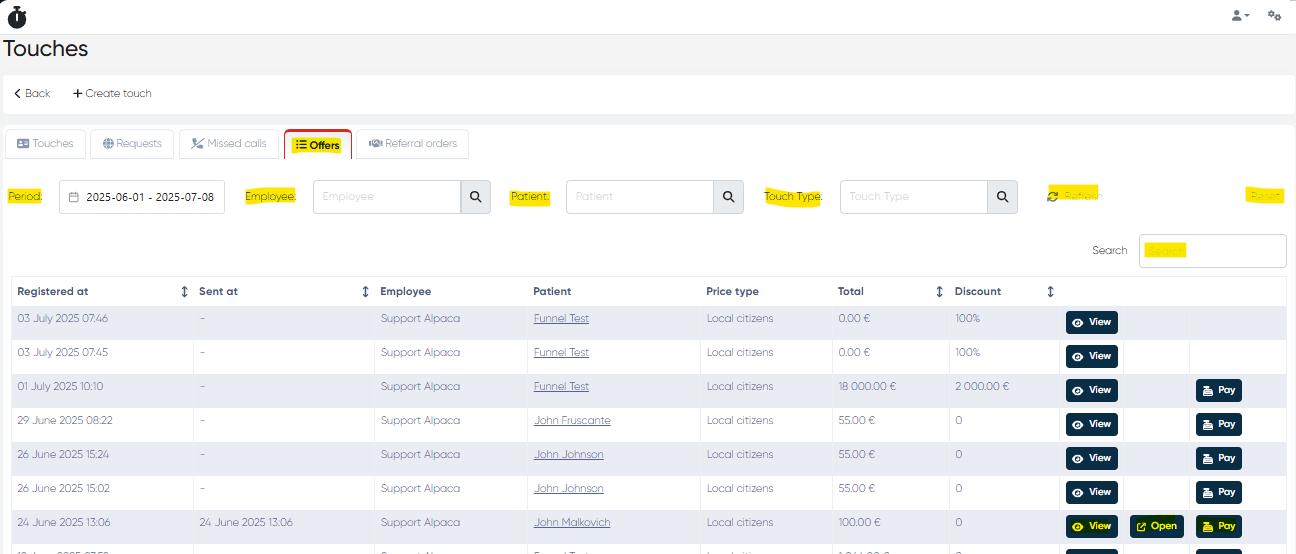 Touches
Back Create touch
Touches Requests Missed calls Offers Referral orders
Period: 2025-06-01 - 2025-07-08 Employee: Employee Patient: Patient Touch Type: Touch Type Refresh Reset
Search Search
Registered at Sent at Employee Patient Price type Total Discount
03 July 2025 07:46 - Support Alpaca Funnel Test Local citizens 0.00 € 100% View
03 July 2025 07:45 - Support Alpaca Funnel Test Local citizens 0.00 € 100% View
01 July 2025 10:10 - Support Alpaca Funnel Test Local citizens 18 000.00 € 2 000.00 € View Pay
29 June 2025 08:22 - Support Alpaca John Fruscante Local citizens 55.00 € 0 View Pay
26 June 2025 15:24 - Support Alpaca John Johnson Local citizens 55.00 € 0 View Pay
26 June 2025 15:02 - Support Alpaca John Johnson Local citizens 55.00 € 0 View Pay
24 June 2025 13:06 24 June 2025 13:06 Support Alpaca John Malkovich Local citizens 100.00 € 0 View Open Pay